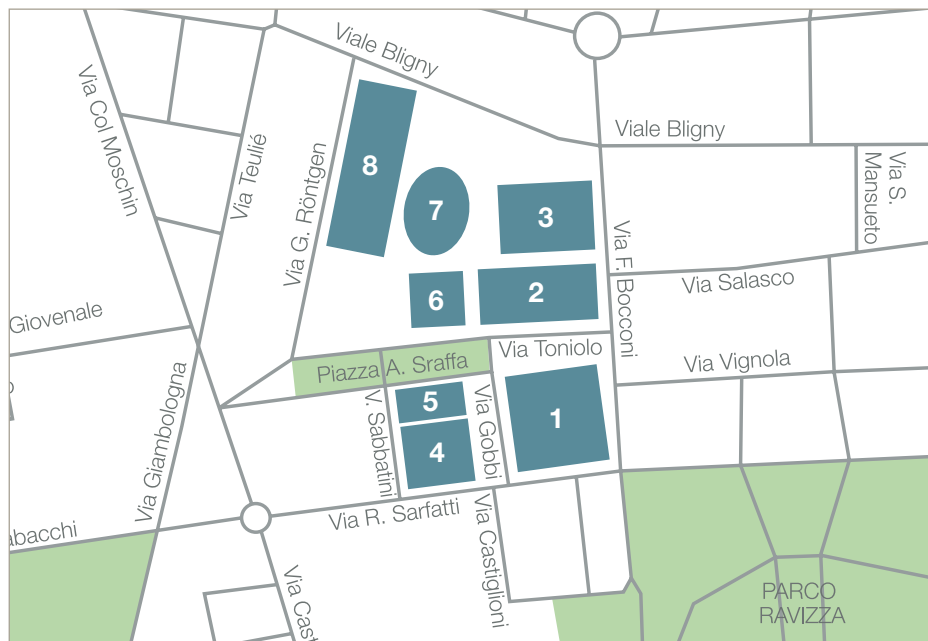 Viale Bligny
Via Col Moschin
Via Teulié
Via G. Röntgen
Viale Bligny
Via S.
Mansueto
8
7
3
Via F. Bocconi
6
2
Via Salasco
Giovenale
Via Toniolo
Via Vignola
Piazza A. Sraffa
Via Giambologna
V. Sabbatini
5
4
Via Gobbi
1
Via R. Sarfatti
abacchi
Via Castiglioni
Via Cast
PARCO
RAVIZZA